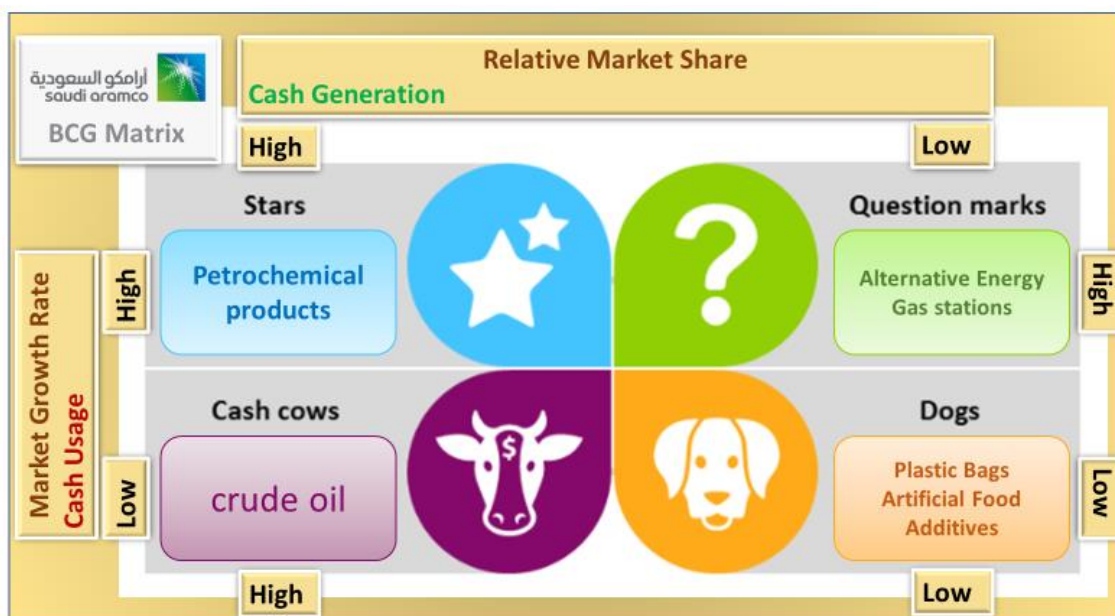 أرامكو السعودية
saudi aramco
BCG Matrix
Relative Market Share
Cash Generation
High
Low
Stars
Question marks
Market Growth Rate
Cash Usage
High
Petrochemical
products
?
Alternative Energy
Gas stations
High
Cash cows
Dogs
Low
crude oil
$
Plastic Bags
Artificial Food
Additives
Low
High
Low